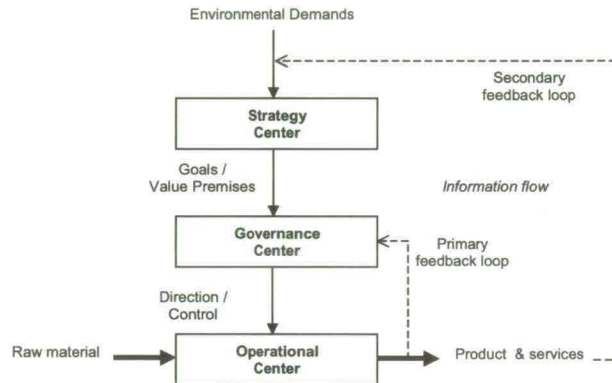 Environmental Demands
Secondary
feedback loop
Strategy
Center
Goals /
Value Premises
Information flow
Governance
Center
Primary
feedback loop
Direction /
Control
Raw material
Operational
Center
Product & services